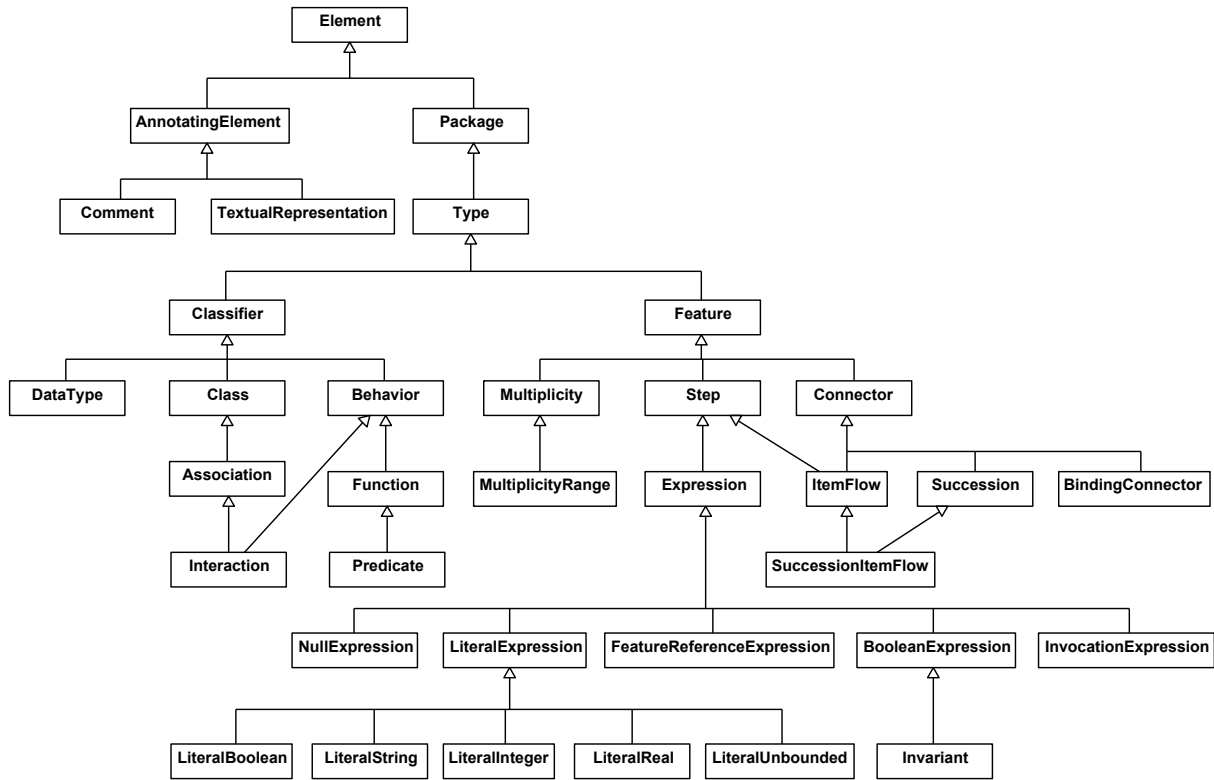 Element
AnnotatingElement
Package
Comment
TextualRepresentation
Type
Classifier
Feature
DataType
Class
Behavior
Multiplicity
Step
Connector
Association
Function
MultiplicityRange
Expression
ItemFlow
Succession
BindingConnector
Interaction
Predicate
SuccessionItemFlow
NullExpression
LiteralExpression
FeatureReferenceExpression
BooleanExpression
InvocationExpression
LiteralBoolean
LiteralString
LiteralInteger
LiteralReal
LiteralUnbounded
Invariant